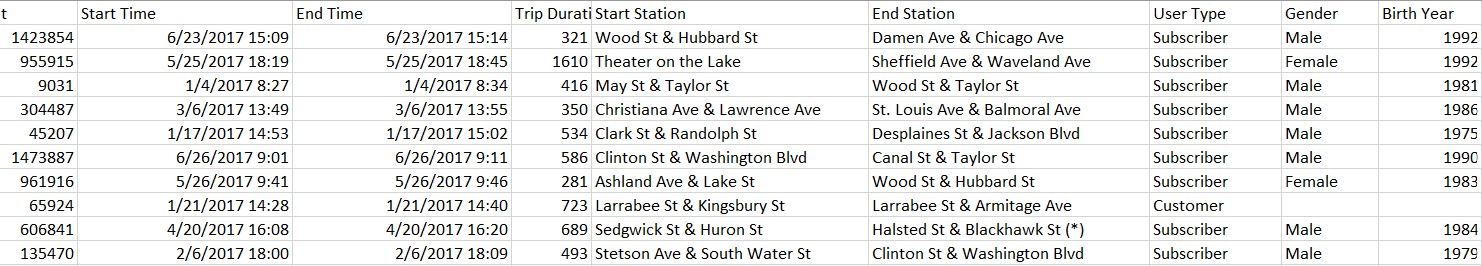 t Start Time End Time Trip Durati Start Station End Station User Type Gender Birth Year
1423854 6/23/2017 15:09 6/23/2017 15:14 321 Wood St & Hubbard St Damen Ave & Chicago Ave Subscriber Male 1992
955915 5/25/2017 18:19 5/25/2017 18:45 1610 Theater on the Lake Sheffield Ave & Waveland Ave Subscriber Female 1992
9031 1/4/2017 8:27 1/4/2017 8:34 416 May St & Taylor St Wood St & Taylor St Subscriber Male 1981
304487 3/6/2017 13:49 3/6/2017 13:55 350 Christiana Ave & Lawrence Ave St. Louis Ave & Balmoral Ave Subscriber Male 1986
45207 1/17/2017 14:53 1/17/2017 15:02 534 Clark St & Randolph St Desplaines St & Jackson Blvd Subscriber Male 1975
1473887 6/26/2017 9:01 6/26/2017 9:11 586 Clinton St & Washington Blvd Canal St & Taylor St Subscriber Male 1990
961916 5/26/2017 9:41 5/26/2017 9:46 281 Ashland Ave & Lake St Wood St & Hubbard St Subscriber Female 1983
65924 1/21/2017 14:28 1/21/2017 14:40 723 Larrabee St & Kingsbury St Larrabee St & Armitage Ave Customer
606841 4/20/2017 16:08 4/20/2017 16:20 689 Sedgwick St & Huron St Halsted St & Blackhawk St (*) Subscriber Male 1984
135470 2/6/2017 18:00 2/6/2017 18:09 493 Stetson Ave & South Water St Clinton St & Washington Blvd Subscriber Male 1979